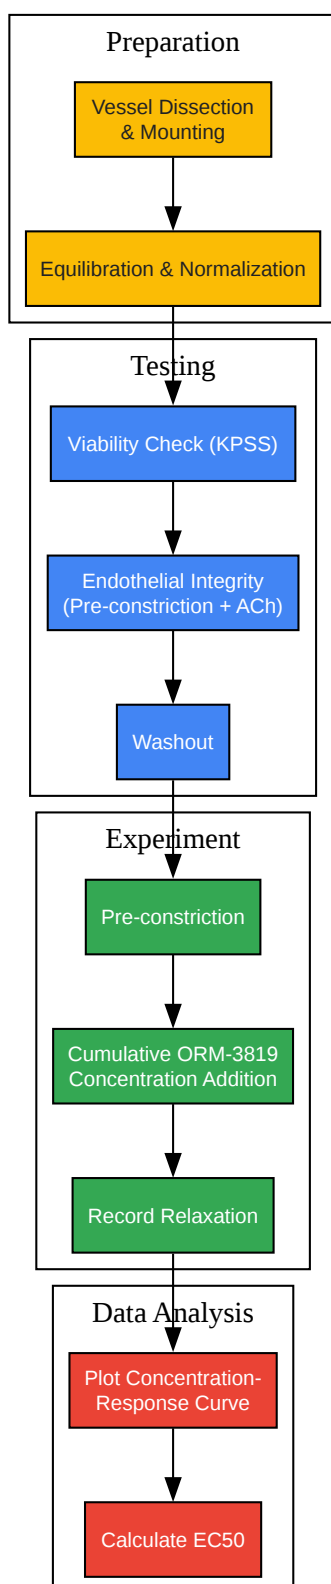 Preparation
Vessel Dissection
& Mounting
Equilibration & Normalization
Testing
Viability Check (KPSS)
Endothelial Integrity
(Pre-constriction + ACh)
Washout
Experiment
Pre-constriction
Cumulative ORM-3819
Concentration Addition
Record Relaxation
Data Analysis
Plot Concentration-
Response Curve
Calculate EC50